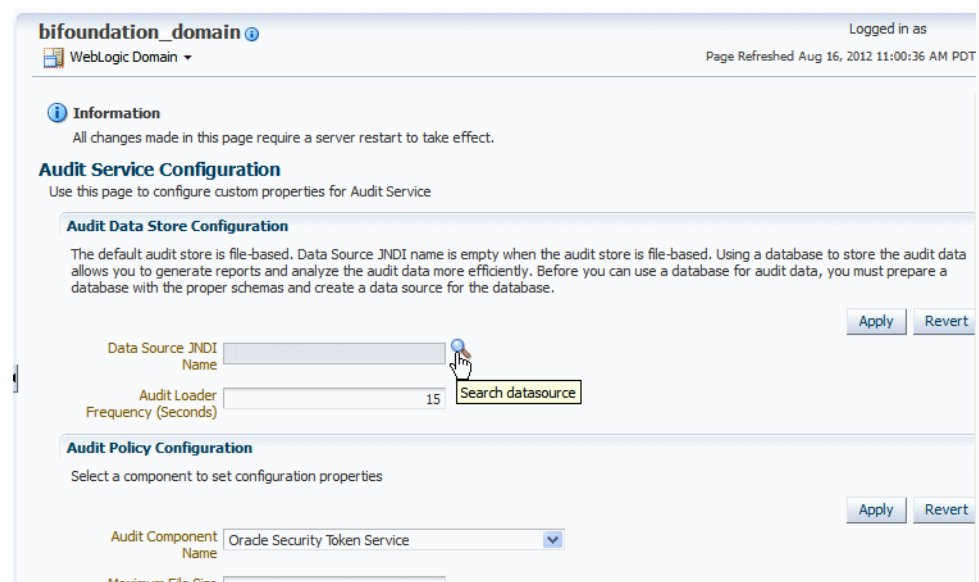 bifoundation_domain
Logged in as
WebLogic Domain
Page Refreshed Aug 16, 2012 11:00:36 AM PDT
Information
All changes made in this page require a server restart to take effect.
Audit Service Configuration
Use this page to configure custom properties for Audit Service
Audit Data Store Configuration
The default audit store is file-based. Data Source JNDI name is empty when the audit store is file-based. Using a database to store the audit data
allows you to generate reports and analyze the audit data more efficiently. Before you can use a database for audit data, you must prepare a
database with the proper schemas and create a data source for the database.
Apply Revert
Data Source JNDI
Name
Search datasource
Audit Loader
Frequency (Seconds)
15
Audit Policy Configuration
Select a component to set configuration properties
Apply Revert
Audit Component
Name
Oracle Security Token Service
Maximum File Size